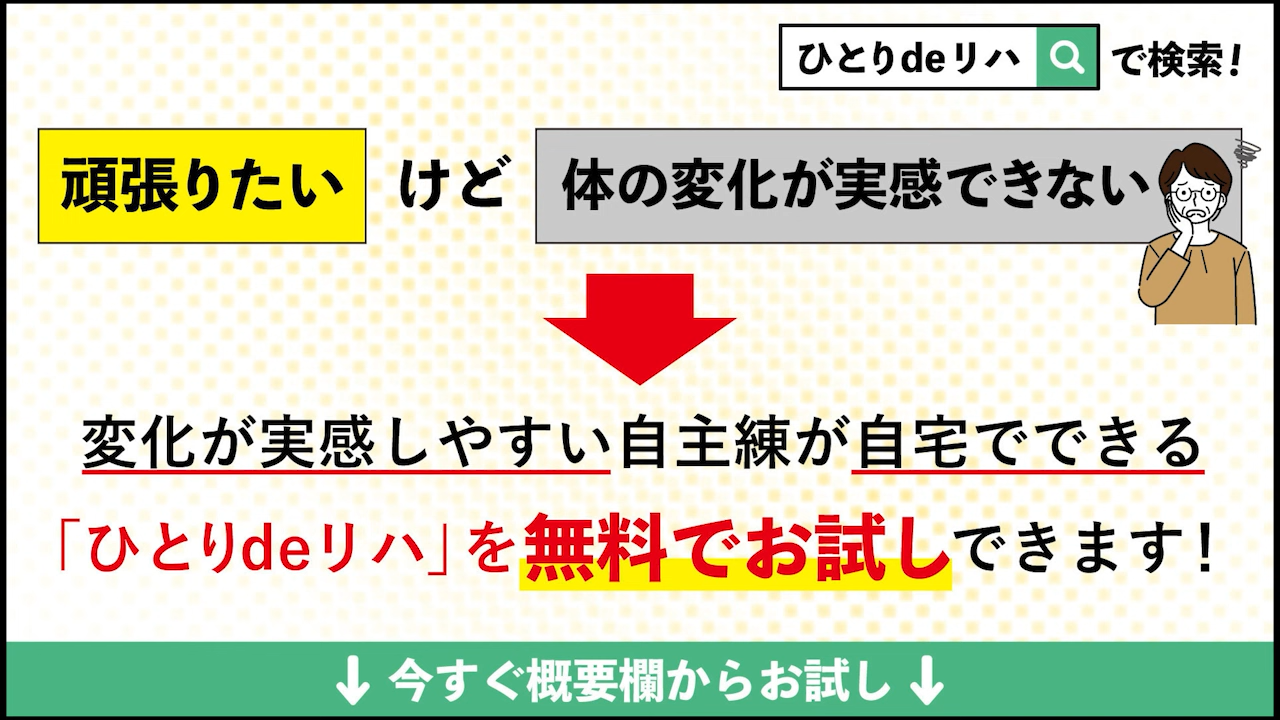 ひとりdeリハ で検索!
頑張りたい けど 体の変化が実感できない
変化が実感しやすい自主練が自宅でできる
「ひとりdeリハ」を無料でお試しできます!
↓今すぐ概要欄からお試し↓